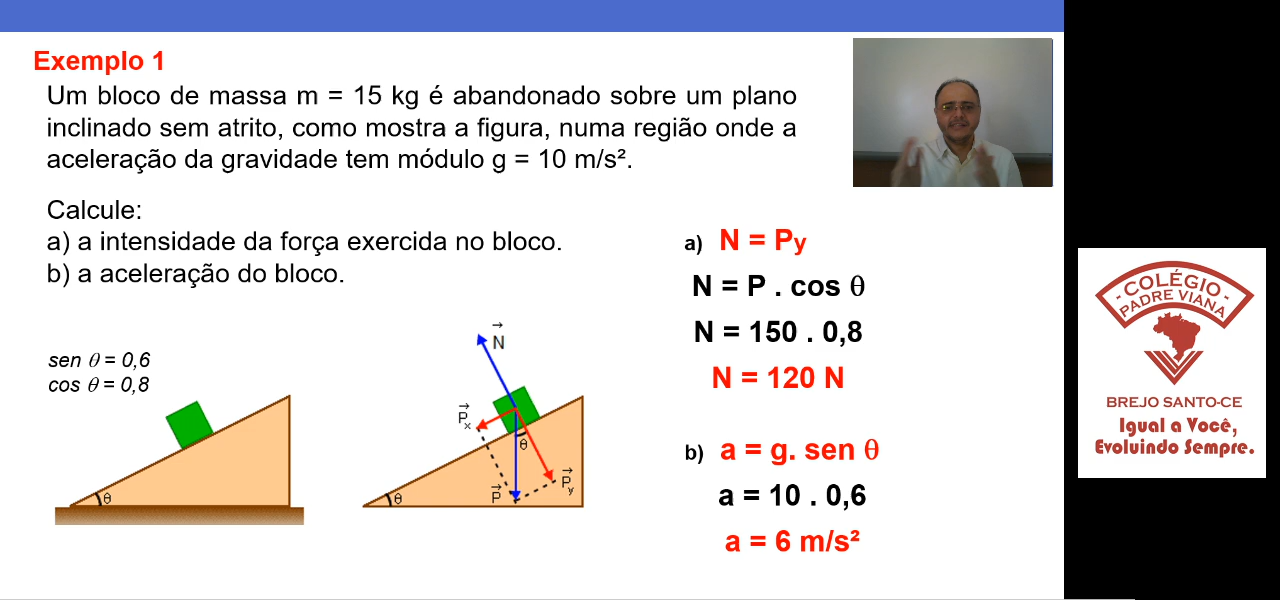 Exemplo 1
Um bloco de massa m = 15 kg é abandonado sobre um plano
inclinado sem atrito, como mostra a figura, numa região onde a
aceleração da gravidade tem módulo g = 10 m/s².
Calcule:
a) a intensidade da força exercida no bloco.
b) a aceleração do bloco.
a) N = Py
N = P . cos θ
N = 150 . 0,8
N = 120 N
b) a = g. sen θ
a = 10 . 0,6
a = 6 m/s²
sen θ = 0,6
cos θ = 0,8
θ
N
Px
θ
P
Py
θ
COLÉGIO
PADRE VIANA
BREJO SANTO-CE
Igual a Você,
Evoluindo Sempre.